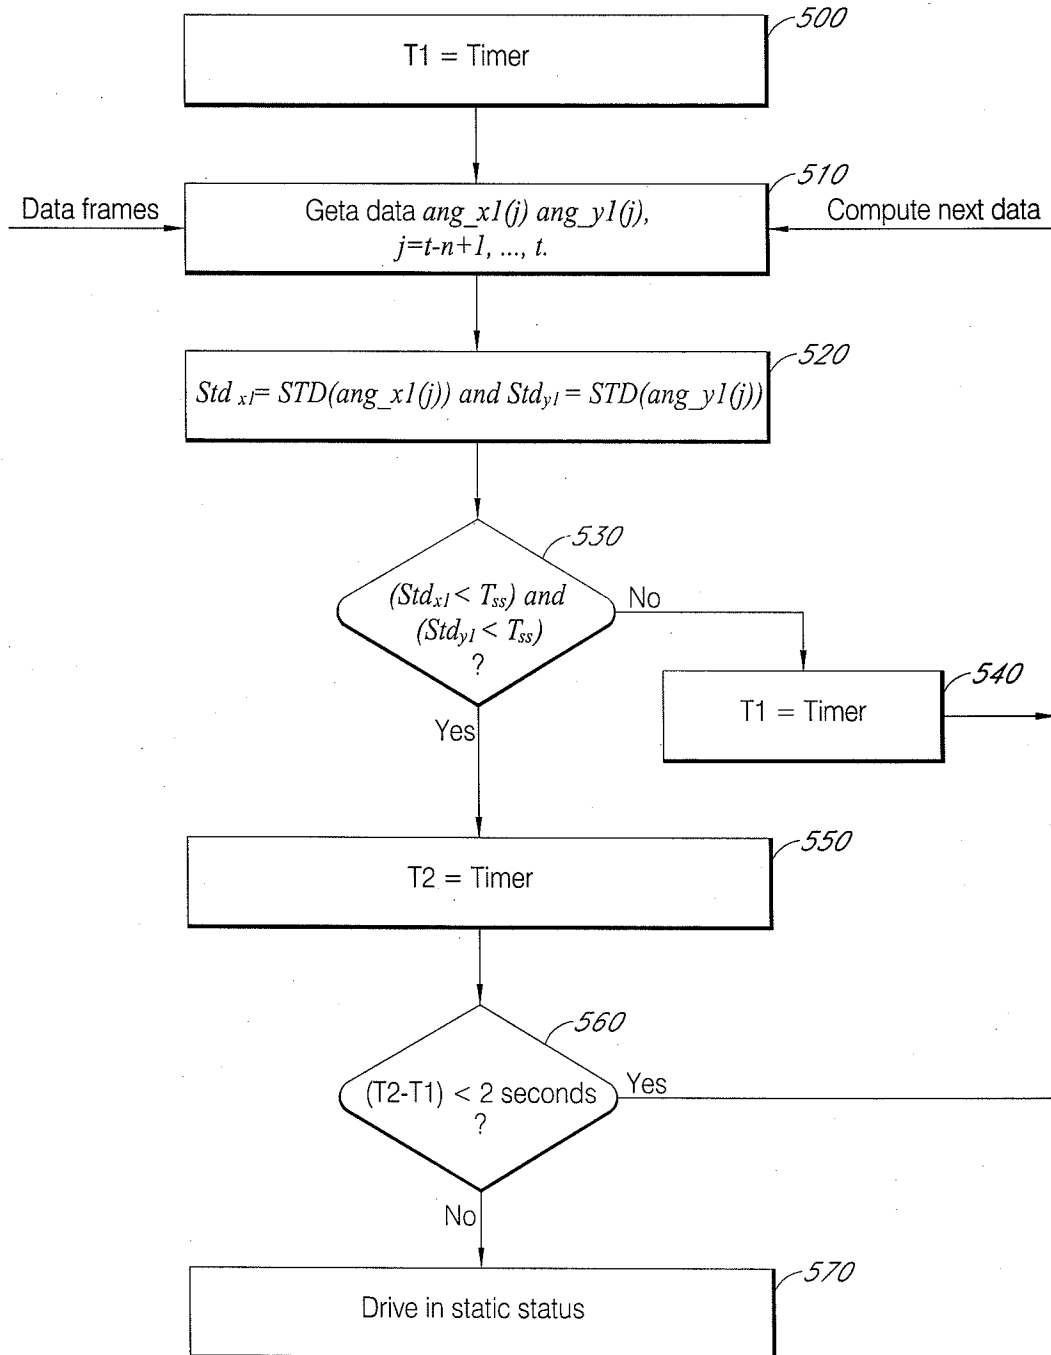 500
T1 = Timer
510
Data frames
Geta data ang_x1(j) ang_y1(j),
j=t-n+1, ..., t.
Compute next data
520
Std x1= STD(ang_x1(j)) and Stdy1 = STD(ang_y1(j))
530
(Stdx1 < Tss) and
(Stdy1 < Tss)
?
No
Yes
540
T1 = Timer
550
T2 = Timer
560
(T2-T1) < 2 seconds
?
Yes
No
570
Drive in static status